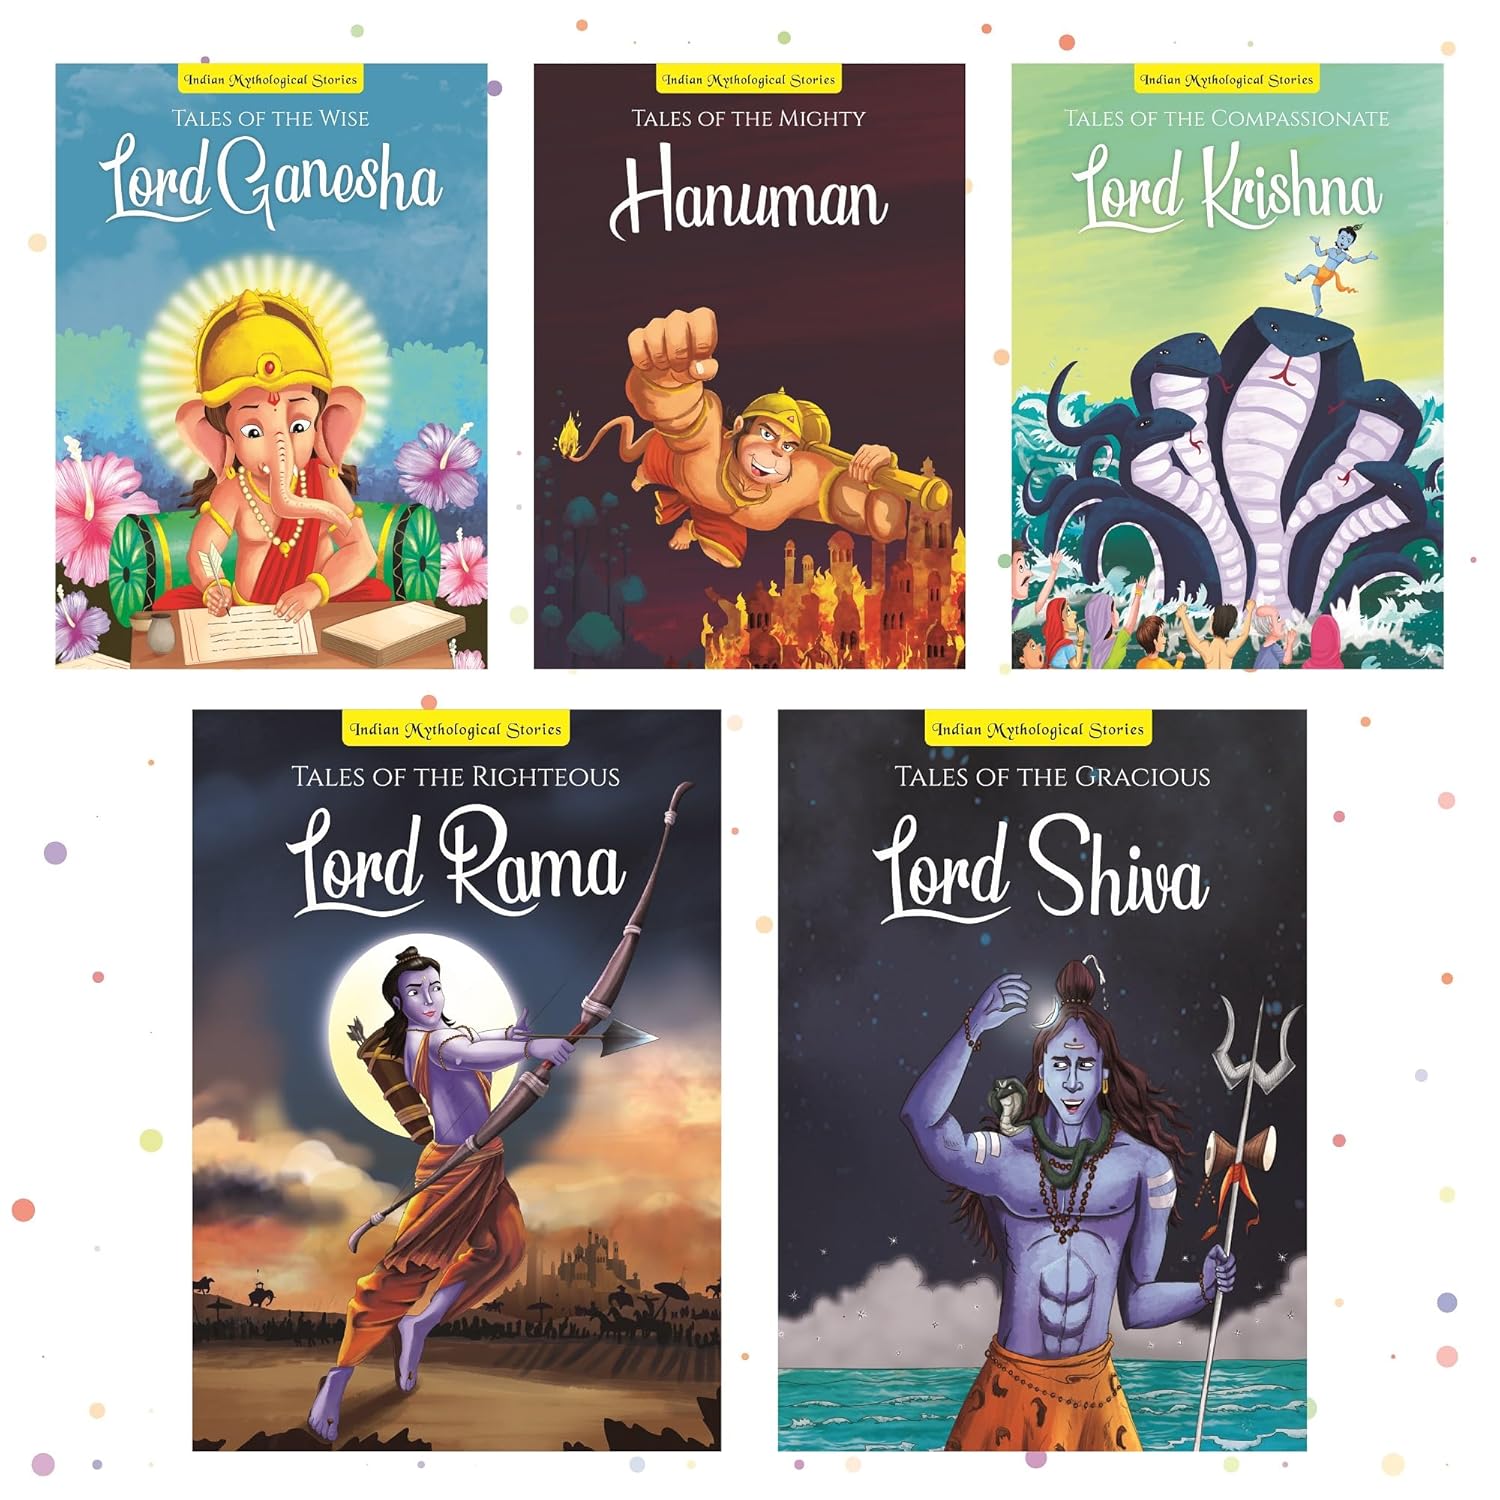 Indian Mythological Stories
TALES OF THE WISE
Lord Ganesha
Indian Mythological Stories
TALES OF THE MIGHTY
Hanuman
Indian Mythological Stories
TALES OF THE COMPASSIONATE
Lord Krishna
Indian Mythological Stories
TALES OF THE RIGHTEOUS
Lord Rama
Indian Mythological Stories
TALES OF THE GRACIOUS
Lord Shiva